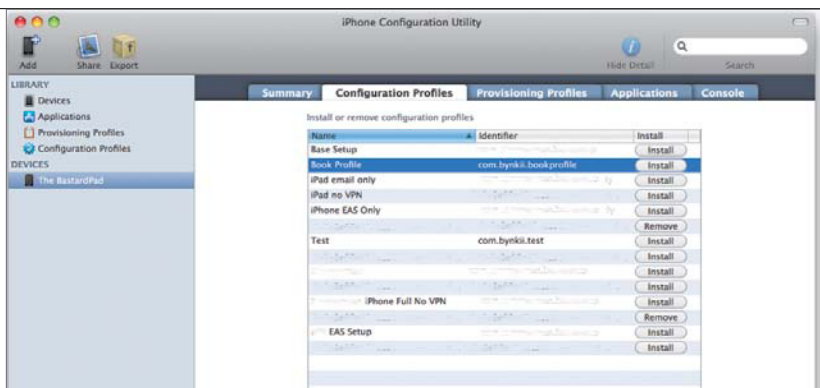 iPhone Configuration Utility
Add Share Export Hide Detail Search
LIBRARY
Devices
Applications
Provisioning Profiles
Configuration Profiles
DEVICES
The BastardPad
Summary Configuration Profiles Provisioning Profiles Applications Console
Install or remove configuration profiles
Name Identifier Install
Base Setup Install
Book Profile com.bynkii.bookprofile Install
iPad email only Install
iPad no VPN Install
iPhone EAS Only Install
Remove
Test com.bynkii.test Install
Install
Install
Install
iPhone Full No VPN Install
Remove
EAS Setup Install
Install